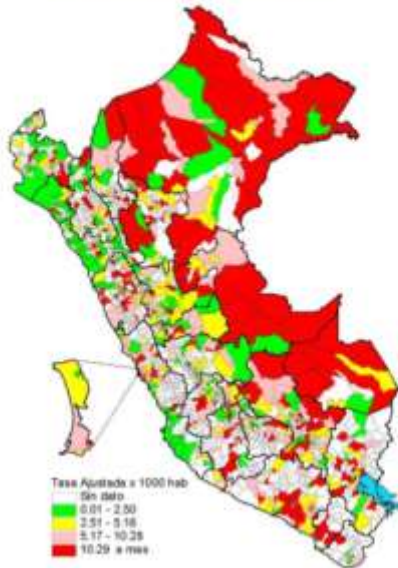 Tasa Ajustada x 1000 hab
Sin dato
0.01 - 2.50
2.51 - 5.16
5.17 - 10.28
10.29 a mas